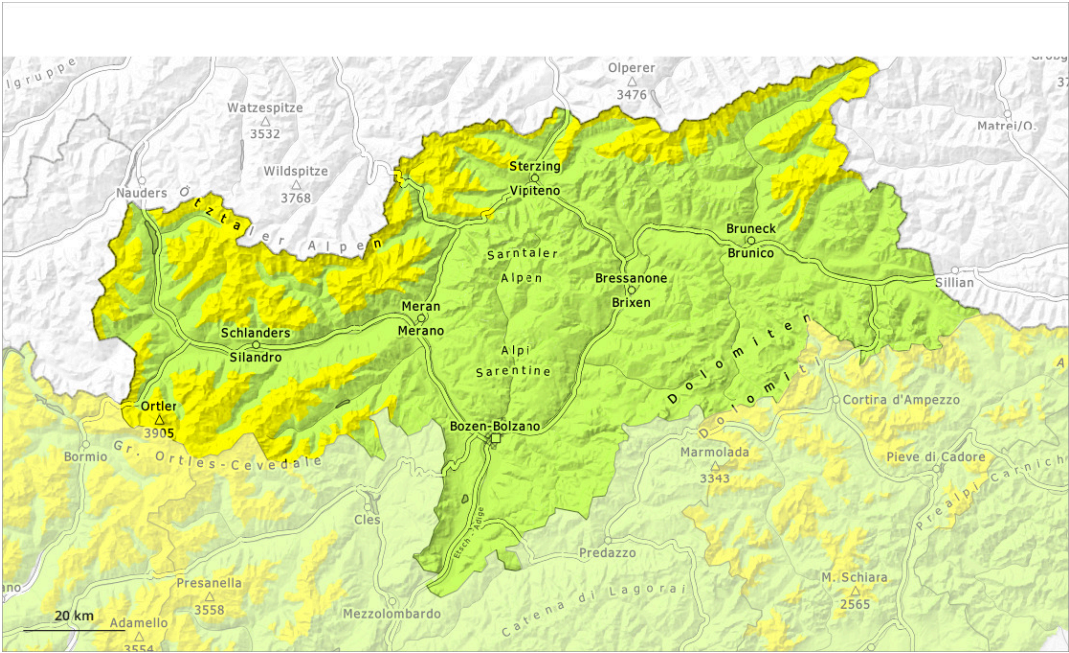 lgruppe
Olperer
3476
Watzespitze
3532
Matrei/O.
Wildspitze
3768
Nauders
Sterzing
Vipiteno
Ötztaler Alpen
Bruneck
Brunico
Sarntaler
Alpen
Bressanone
Brixen
Sillian
Meran
Merano
Schlanders
Silandro
Alpi
Sarentine
Dolomiten
Dolomiti
Ortler
3905
Cortina d'Ampezzo
Bozen-Bolzano
Gr. Ortles-Cevedale
Bormio
Marmolada
3343
Pieve di Cadore
Prealpi Carnich
Cles
Etsch - Adige
Predazzo
Presanella
3558
M. Schiara
2565
Catena di Lagorai
Mezzolombardo
20 km
Adamello
3554